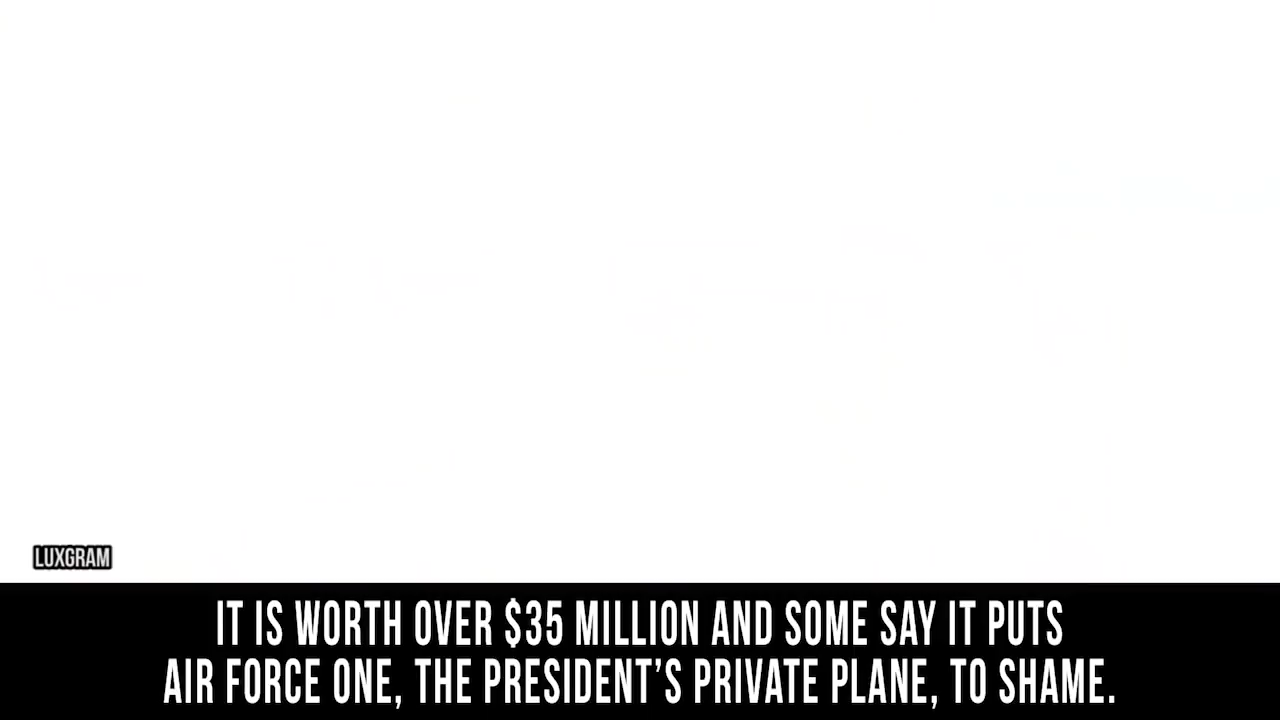 LUXGRAM
IT IS WORTH OVER $35 MILLION AND SOME SAY IT PUTS
AIR FORCE ONE, THE PRESIDENT'S PRIVATE PLANE, TO SHAME.